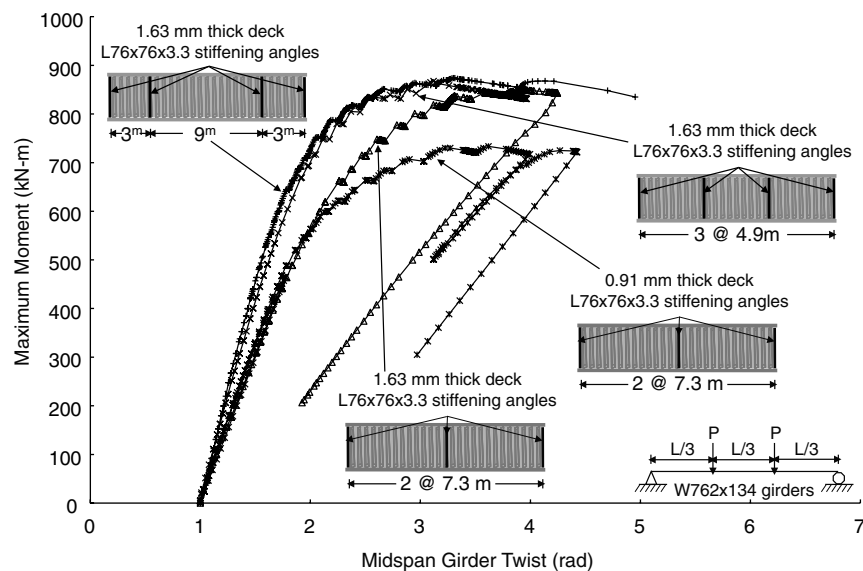 1.63 mm thick deck
L76x76x3.3 stiffening angles
3m 9m 3m
1.63 mm thick deck
L76x76x3.3 stiffening angles
3 @ 4.9m
0.91 mm thick deck
L76x76x3.3 stiffening angles
2 @ 7.3 m
1.63 mm thick deck
L76x76x3.3 stiffening angles
2 @ 7.3 m
P P
L/3 L/3 L/3
W762x134 girders
Maximum Moment (kN-m)
1000
900
800
700
600
500
400
300
200
100
0
0 1 2 3 4 5 6 7
Midspan Girder Twist (rad)